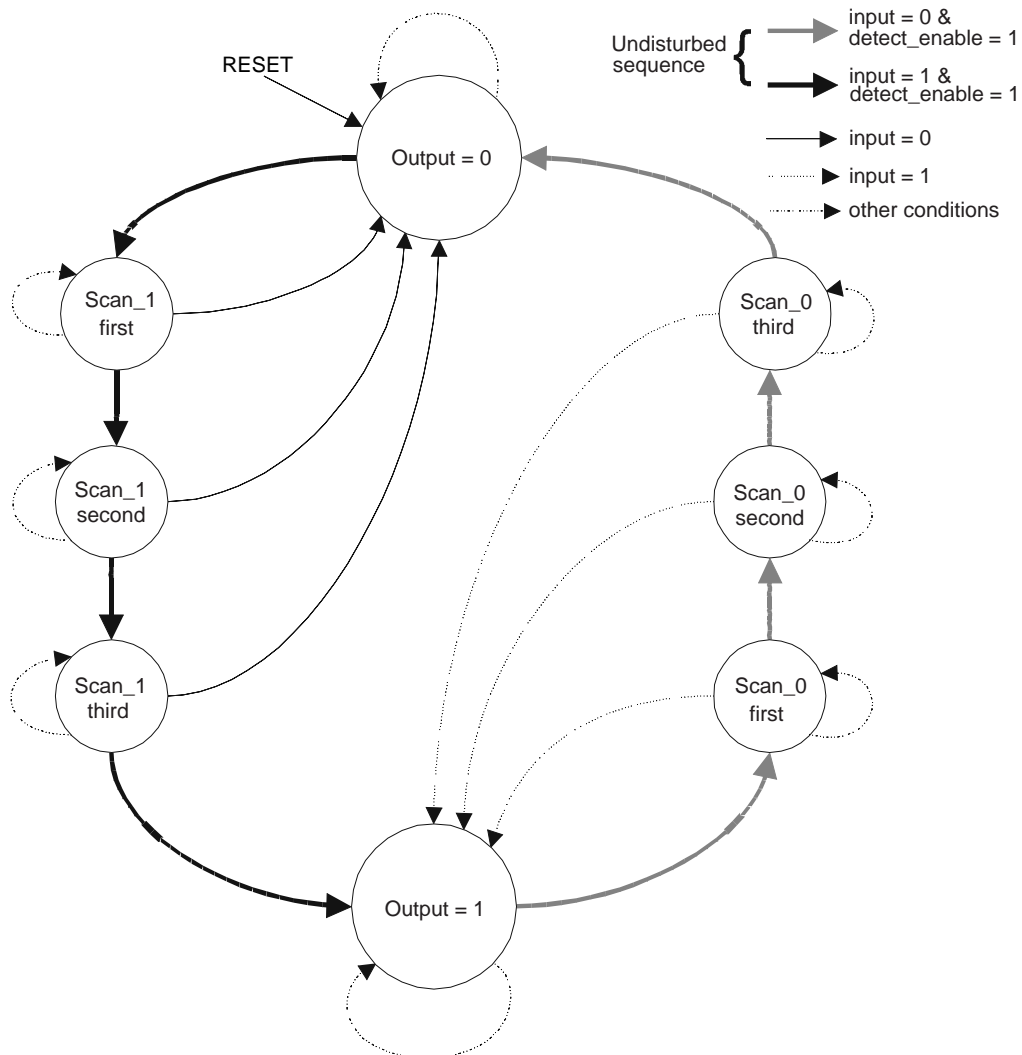 input = 0 &
detect_enable = 1
Undisturbed
sequence
input = 1 &
detect_enable = 1
RESET
input = 0
Output = 0
input = 1
other conditions
Scan_1
first
Scan_0
third
Scan_1
second
Scan_0
second
Scan_1
third
Scan_0
first
Output = 1